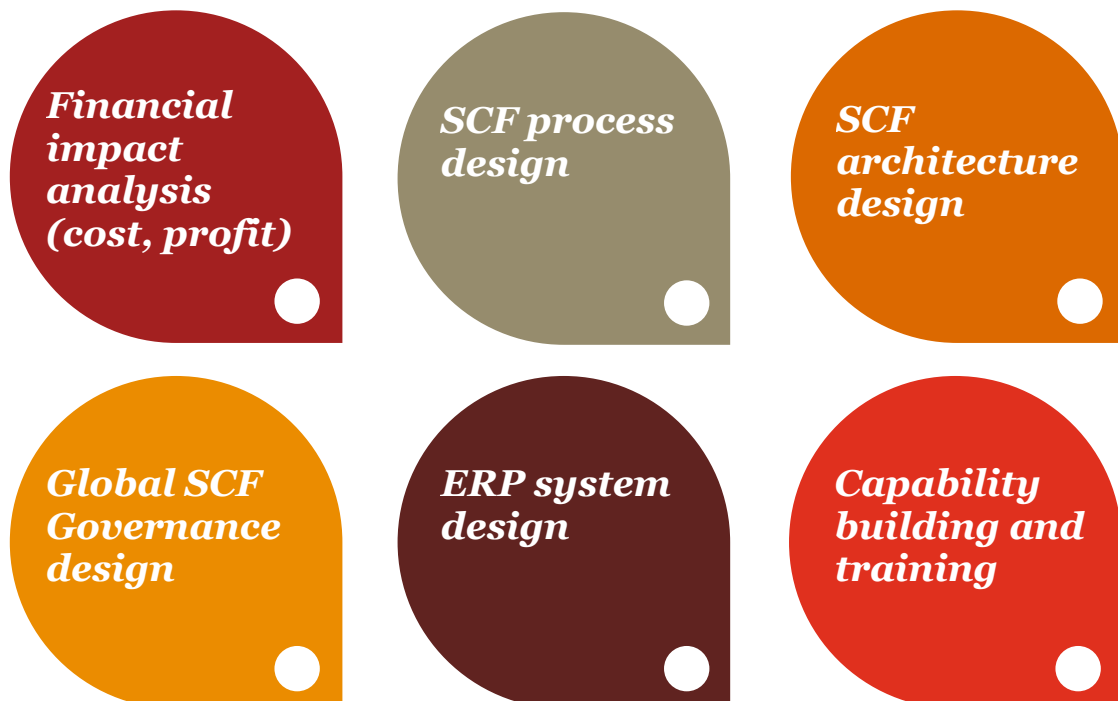 Financial
impact
analysis
(cost, profit)
SCF process
design
SCF
architecture
design
Global SCF
Governance
design
ERP system
design
Capability
building and
training